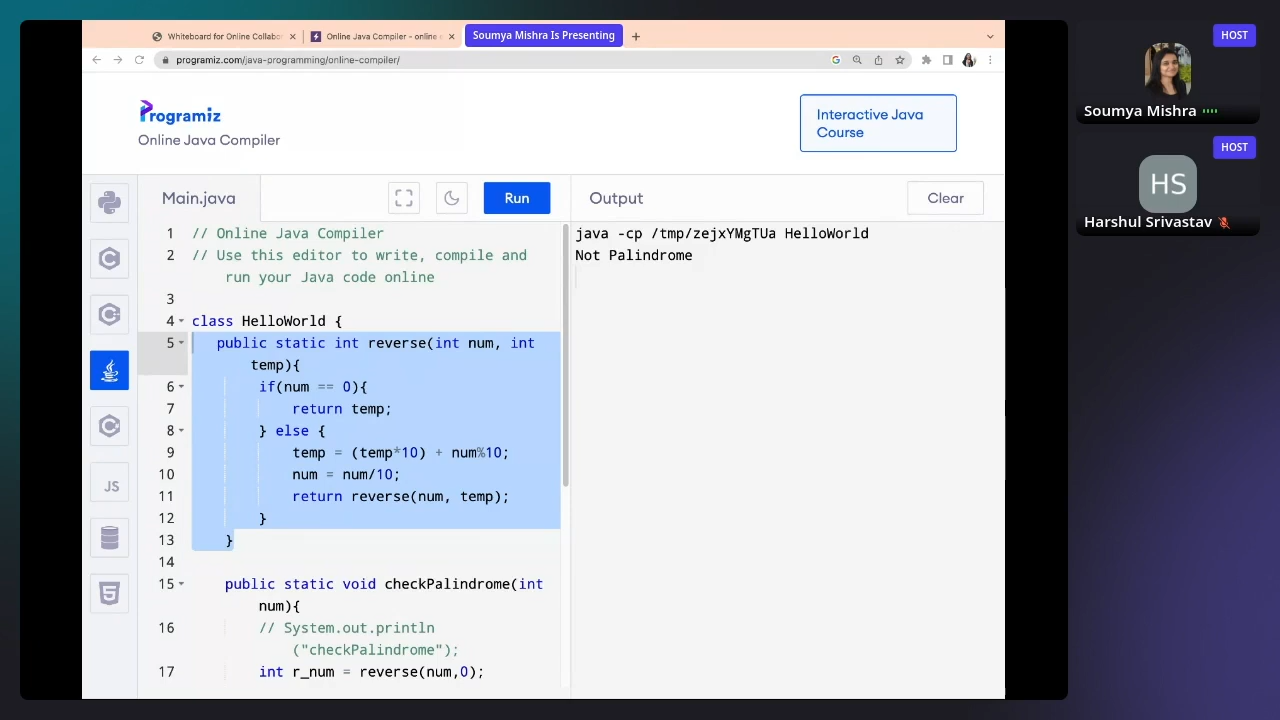 Whiteboard for Online Collabo
Online Java Compiler - online
Soumya Mishra Is Presenting
programiz.com/java-programming/online-compiler/
Programiz
Online Java Compiler
Interactive Java
Course
Main.java
Run
Output
Clear
1 // Online Java Compiler
2 // Use this editor to write, compile and
run your Java code online
3
4 class HelloWorld {
5 public static int reverse(int num, int
temp){
6 if(num == 0){
7 return temp;
8 } else {
9 temp = (temp*10) + num%10;
10 num = num/10;
11 return reverse(num, temp);
12 }
13 }
14
15 public static void checkPalindrome(int
num){
16 // System.out.println
("checkPalindrome");
17 int r_num = reverse(num,0);
java -cp /tmp/zejxYMgTUa HelloWorld
Not Palindrome
JS
HOST
Soumya Mishra
HOST
HS
Harshul Srivastav